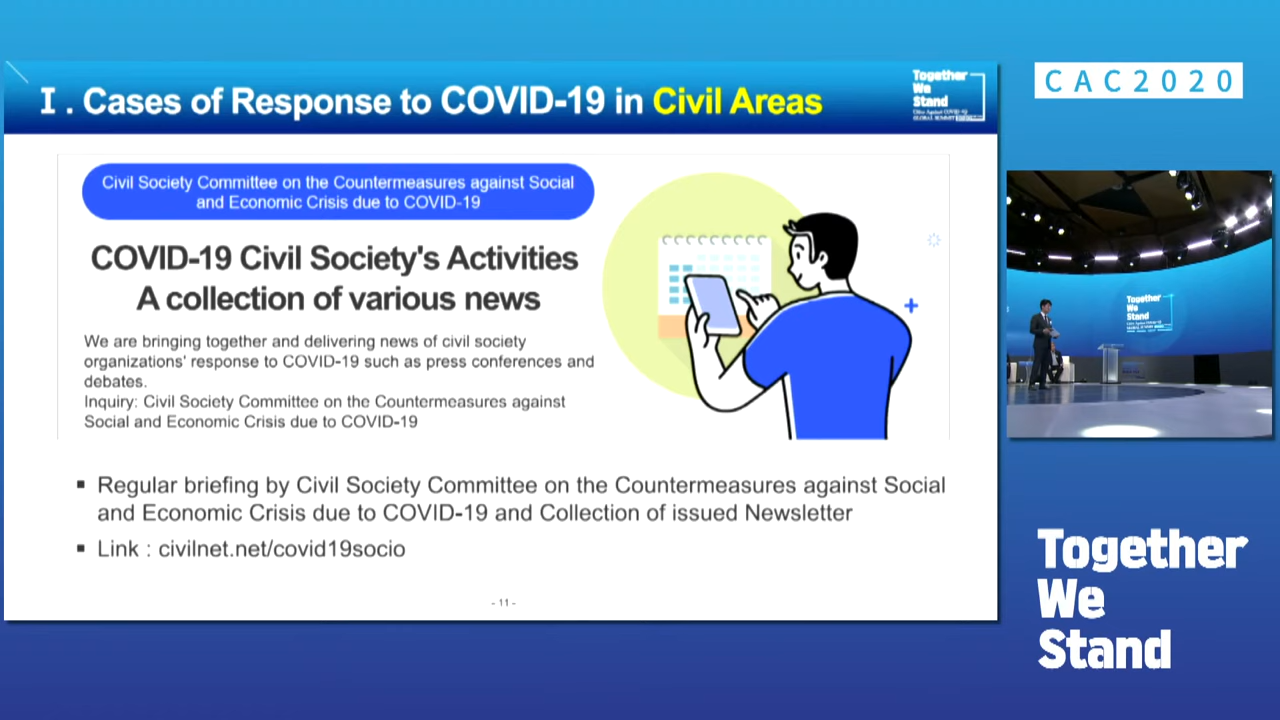 CAC2020
I . Cases of Response to COVID-19 in Civil Areas
Together
We
Stand
Civil Society Committee on the Countermeasures against Social
and Economic Crisis due to COVID-19
COVID-19 Civil Society's Activities
A collection of various news
We are bringing together and delivering news of civil society
organizations' response to COVID-19 such as press conferences and
debates.
Inquiry: Civil Society Committee on the Countermeasures against
Social and Economic Crisis due to COVID-19
▪ Regular briefing by Civil Society Committee on the Countermeasures against Social
and Economic Crisis due to COVID-19 and Collection of issued Newsletter
▪ Link : civilnet.net/covid19socio
- 11 -
Together
We
Stand
Together
We
Stand